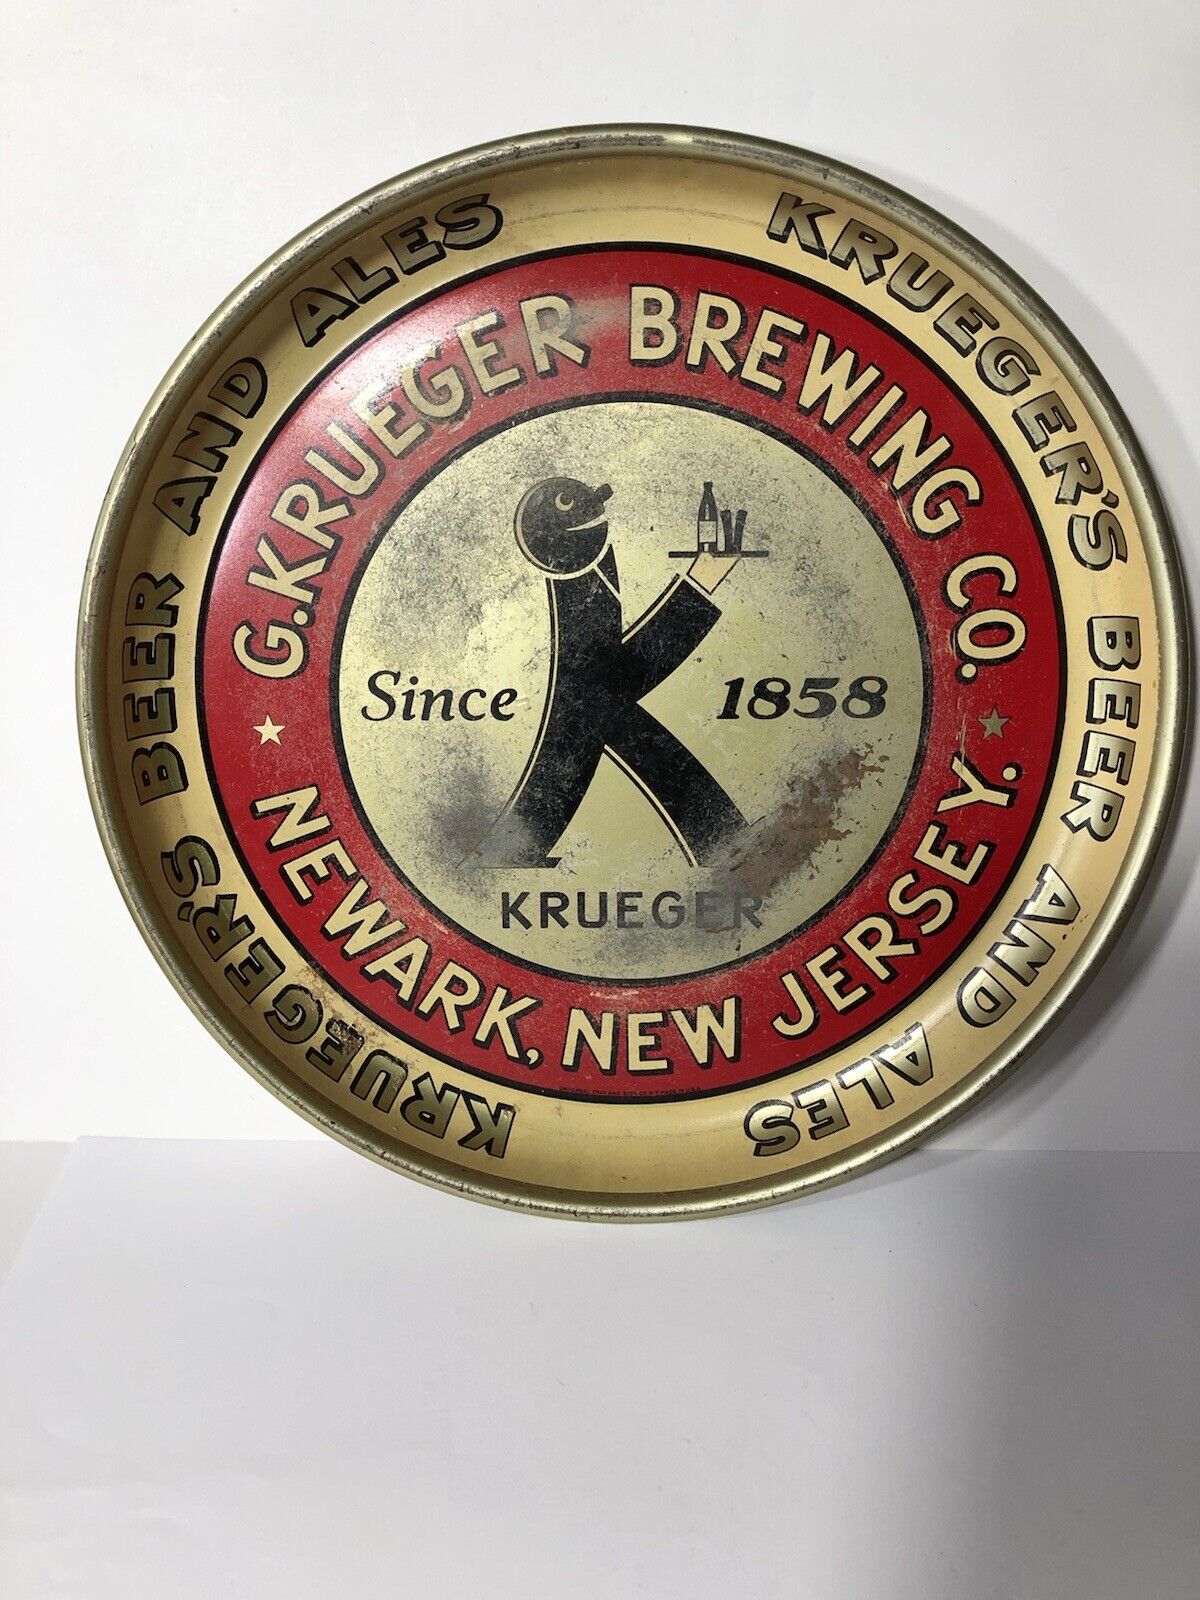 KRUEGER'S BEER AND ALES
KRUEGER'S BEER AND ALES
G. KRUEGER BREWING CO.
Since 1858
KRUEGER
NEWARK, NEW JERSEY.